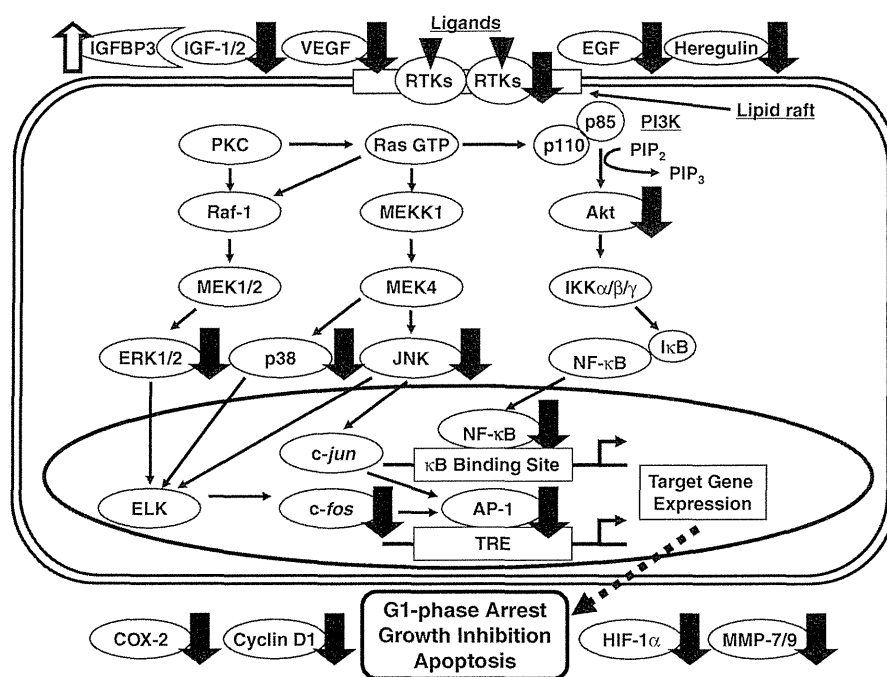 Ligands
IGFBP3 IGF-1/2 VEGF EGF Heregulin
RTKs RTKs
Lipid raft
PKC Ras GTP p110 p85 PI3K
PIP2
PIP3
Raf-1 MEKK1 Akt
MEK1/2 MEK4 IKKα/β/γ
ERK1/2 p38 JNK NF-κB IκB
NF-κB
c-jun κB Binding Site
Target Gene
Expression
ELK c-fos AP-1
TRE
G1-phase Arrest
Growth Inhibition
Apoptosis
COX-2 Cyclin D1 HIF-1α MMP-7/9